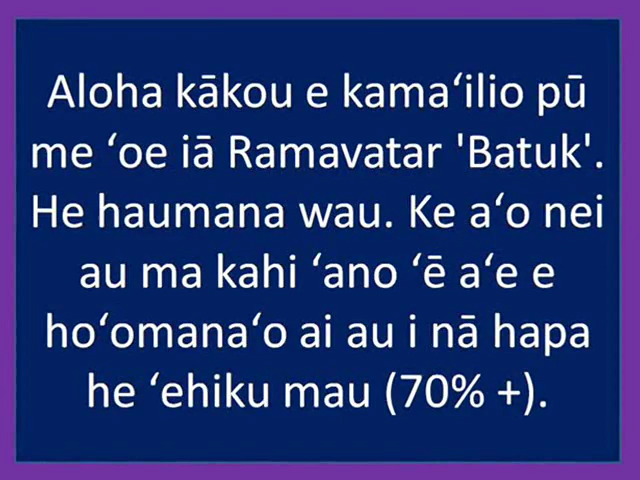 Aloha kākou e kamaʻilio pū
me ʻoe iā Ramavatar 'Batuk'.
He haumana wau. Ke aʻo nei
au ma kahi ʻano ʻē aʻe e
hoʻomanaʻo ai au i nā hapa
he ʻehiku mau (70% +).